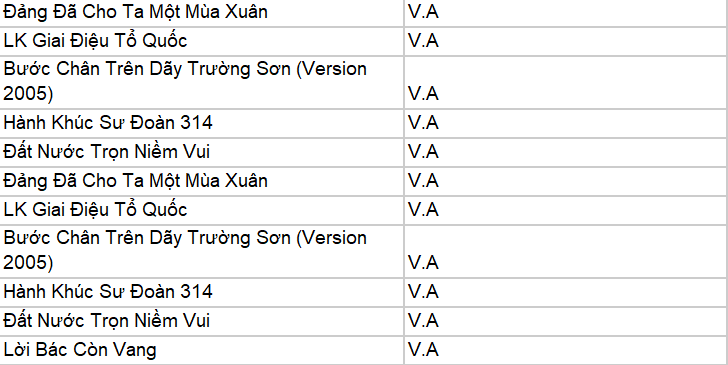 Đảng Đã Cho Ta Một Mùa Xuân V.A
LK Giai Điệu Tổ Quốc V.A
Bước Chân Trên Dãy Trường Sơn (Version
2005) V.A
Hành Khúc Sư Đoàn 314 V.A
Đất Nước Trọn Niềm Vui V.A
Đảng Đã Cho Ta Một Mùa Xuân V.A
LK Giai Điệu Tổ Quốc V.A
Bước Chân Trên Dãy Trường Sơn (Version
2005) V.A
Hành Khúc Sư Đoàn 314 V.A
Đất Nước Trọn Niềm Vui V.A
Lời Bác Còn Vang V.A